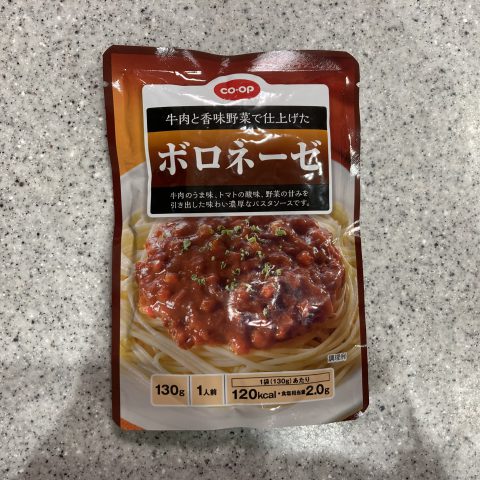 CO·OP
牛肉と香味野菜で仕上げた
ボロネーゼ
牛肉のうま味、トマトの酸味、野菜の甘みを
引き出した味わい濃厚なパスタソースです。
調理例
130g 1人前
1袋(130g)あたり
120kcal・食塩相当量2.0g